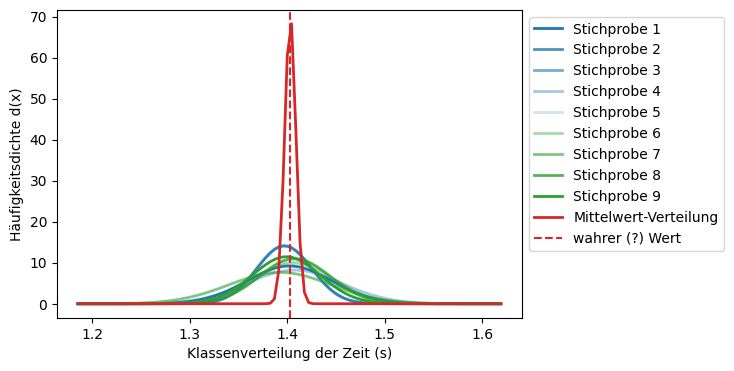 70
60
50
40
30
20
10
0
Häufigkeitsdichte d(x)
1.2
1.3
1.4
1.5
1.6
Klassenverteilung der Zeit (s)
Stichprobe 1
Stichprobe 2
Stichprobe 3
Stichprobe 4
Stichprobe 5
Stichprobe 6
Stichprobe 7
Stichprobe 8
Stichprobe 9
Mittelwert-Verteilung
wahrer (?) Wert